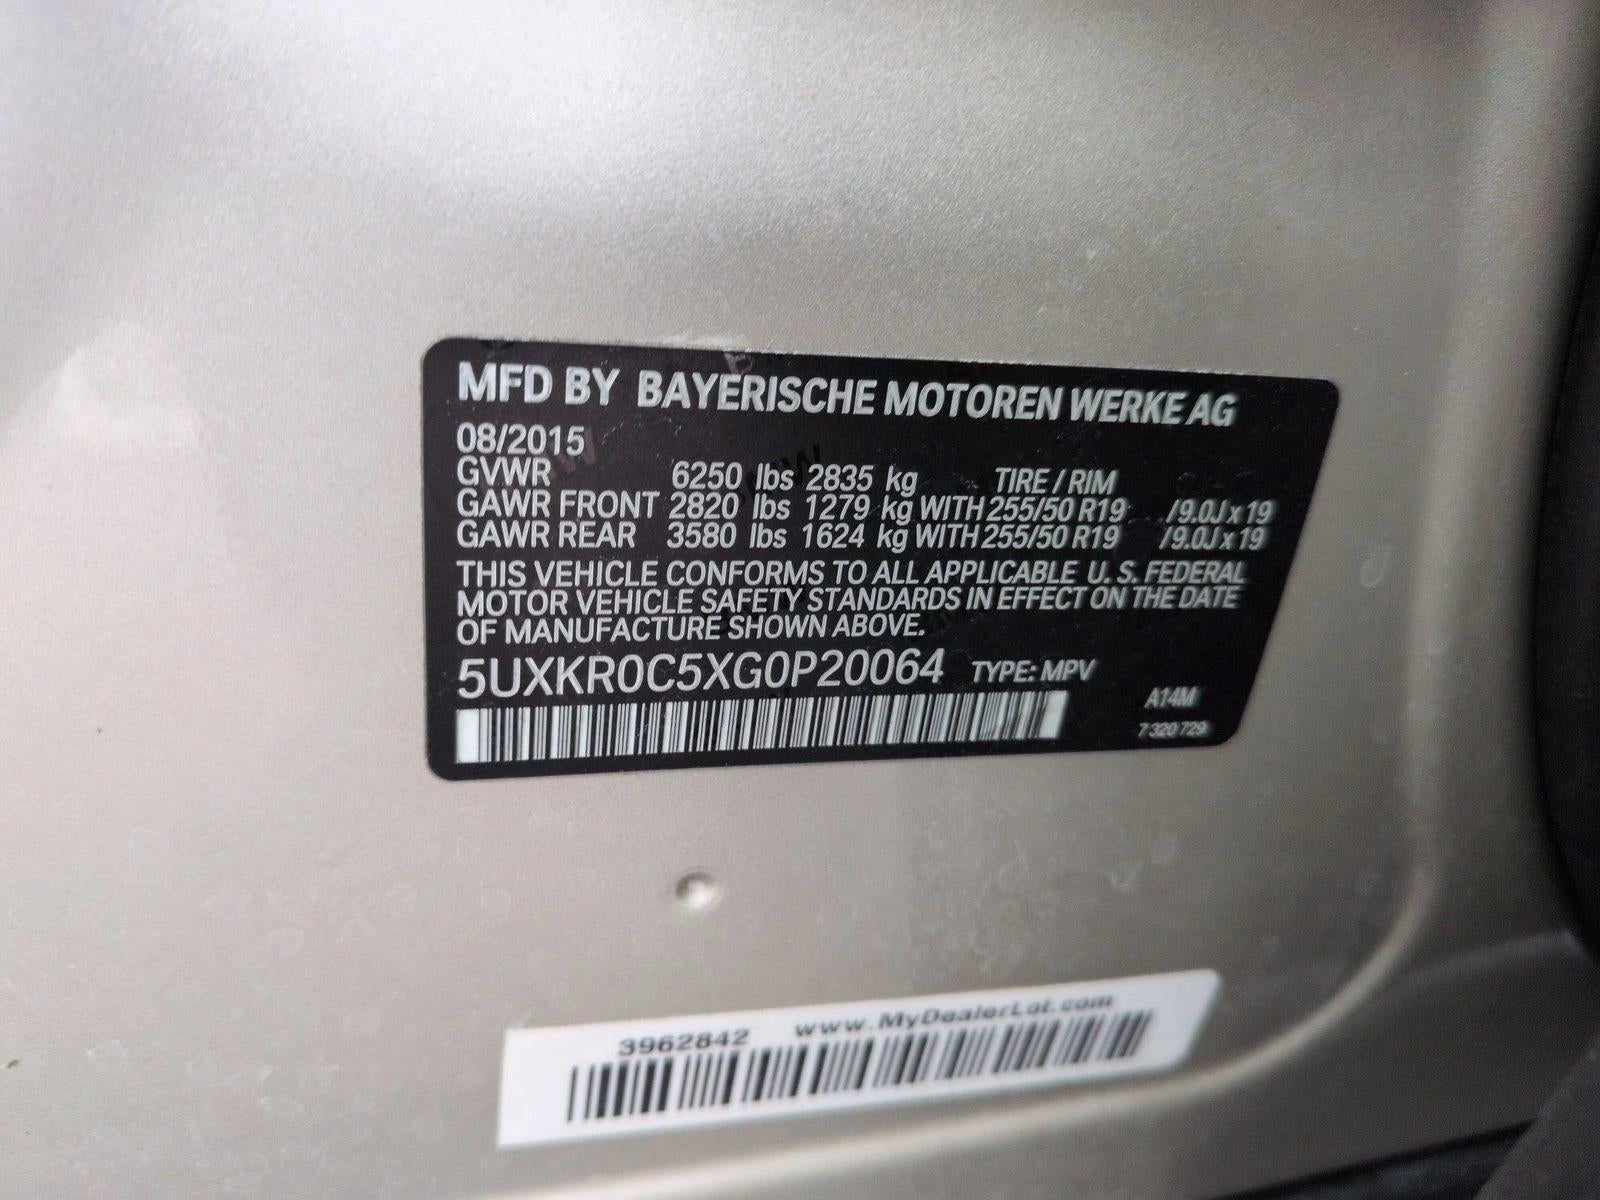 MFD BY BAYERISCHE MOTOREN WERKE AG
08/2015
GVWR 6250 lbs 2835 kg TIRE / RIM
GAWR FRONT 2820 lbs 1279 kg WITH 255/50 R19 /9.0J x 19
GAWR REAR 3580 lbs 1624 kg WITH 255/50 R19 /9.0J x 19
THIS VEHICLE CONFORMS TO ALL APPLICABLE U. S. FEDERAL
MOTOR VEHICLE SAFETY STANDARDS IN EFFECT ON THE DATE
OF MANUFACTURE SHOWN ABOVE.
5UXKR0C5XG0P20064 TYPE: MPV
A14M
7 320 729
3962842 www.MyDealerLot.com